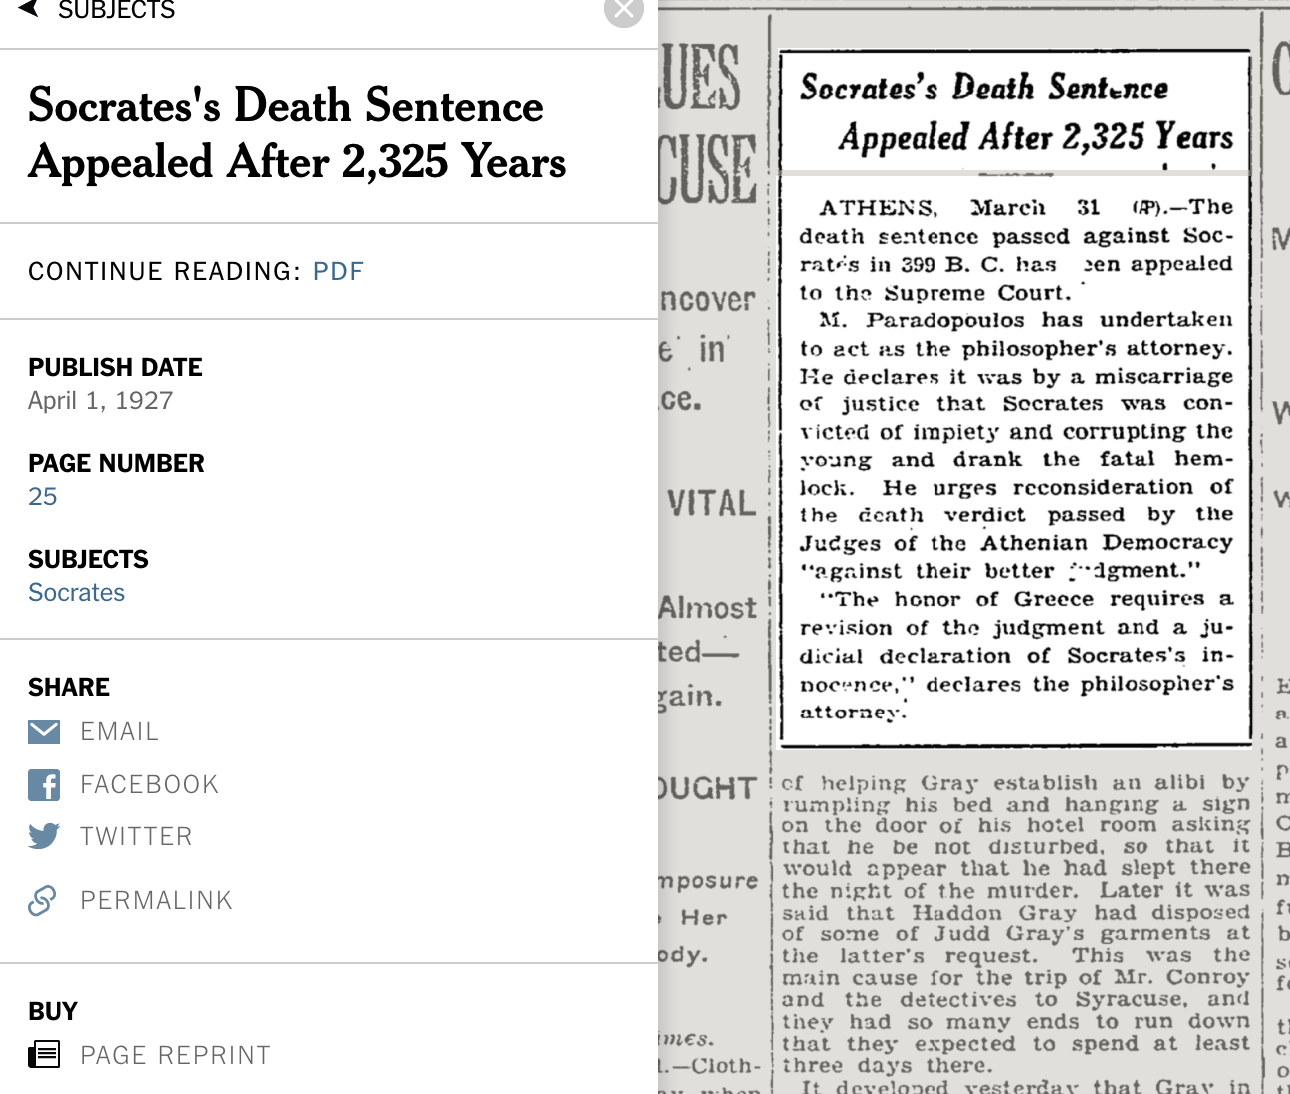 SUBJECTS
Socrates's Death Sentence
Appealed After 2,325 Years
CONTINUE READING: PDF
PUBLISH DATE
April 1, 1927
PAGE NUMBER
25
SUBJECTS
Socrates
SHARE
EMAIL
FACEBOOK
TWITTER
PERMALINK
BUY
PAGE REPRINT
UES
CUSE
ncover
in
ce.
VITAL
Almost
ted—
gain.
OUGHT
mposure
Her
ody.
imes.
.—Cloth-
Socrates's Death Sentence
Appealed After 2,325 Years
ATHENS, March 31 (AP).—The
death sentence passed against Soc-
rates in 399 B. C. has been appealed
to the Supreme Court.
M. Paradopoulos has undertaken
to act as the philosopher's attorney.
He declares it was by a miscarriage
of justice that Socrates was con-
victed of impiety and corrupting the
young and drank the fatal hem-
lock. He urges reconsideration of
the death verdict passed by the
Judges of the Athenian Democracy
"against their better judgment."
"The honor of Greece requires a
revision of the judgment and a ju-
dicial declaration of Socrates's in-
nocence," declares the philosopher's
attorney.
of helping Gray establish an alibi by
rumpling his bed and hanging a sign
on the door of his hotel room asking
that he be not disturbed, so that it
would appear that he had slept there
the night of the murder. Later it was
said that Haddon Gray had disposed
of some of Judd Gray's garments at
the latter's request. This was the
main cause for the trip of Mr. Conroy
and the detectives to Syracuse, and
they had so many ends to run down
that they expected to spend at least
three days there.
It developed yesterday that Gray in